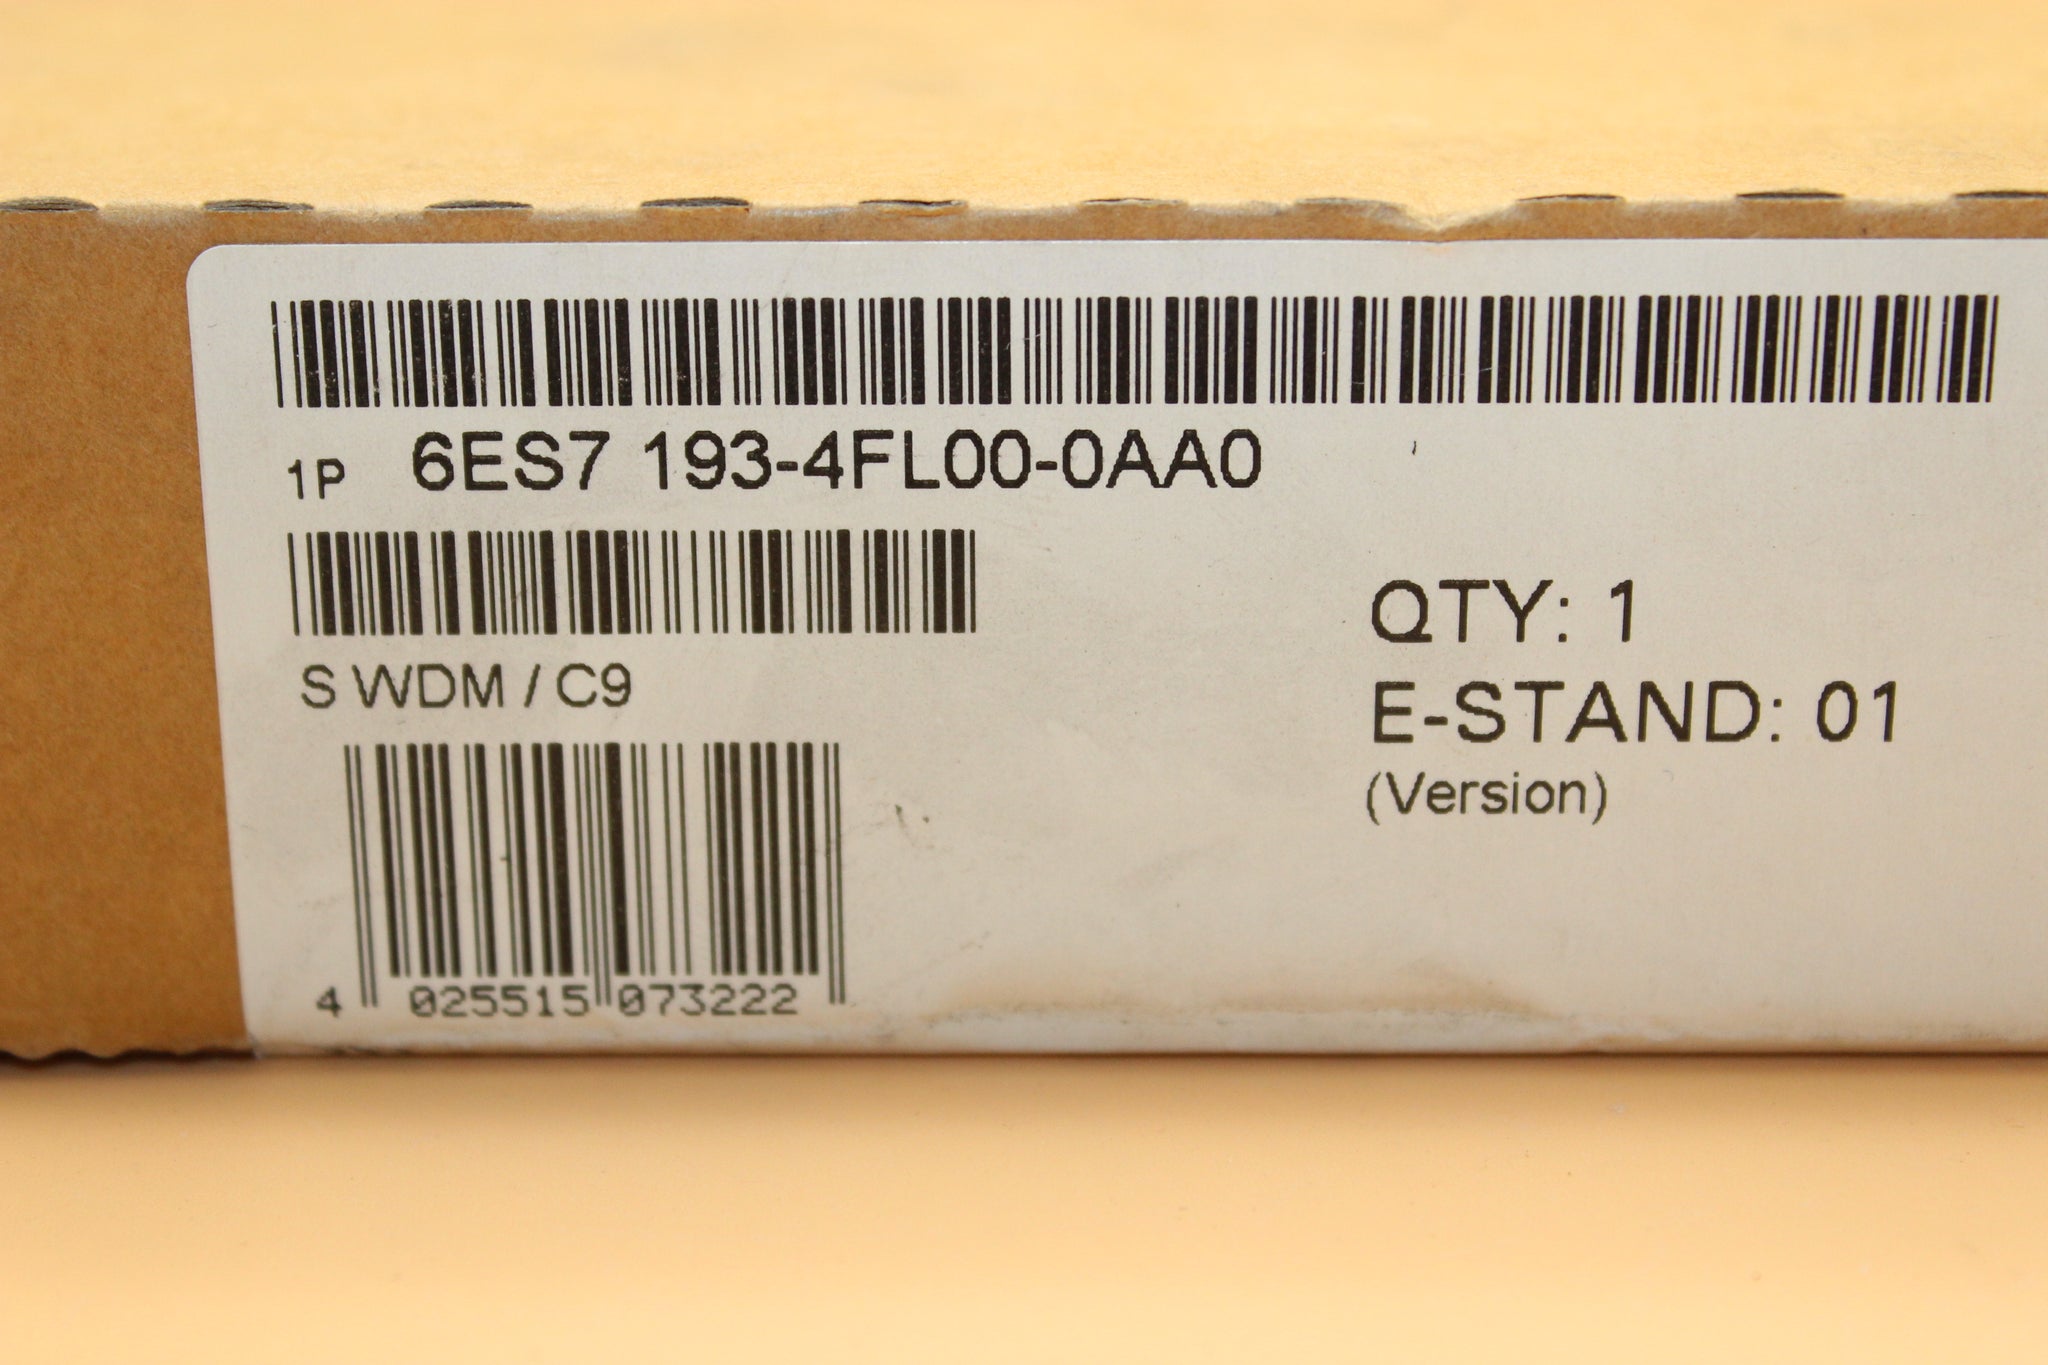 1P 6ES7 193-4FL00-0AA0
S WDM / C9
QTY: 1
E-STAND: 01
(Version)
4 025515 073222